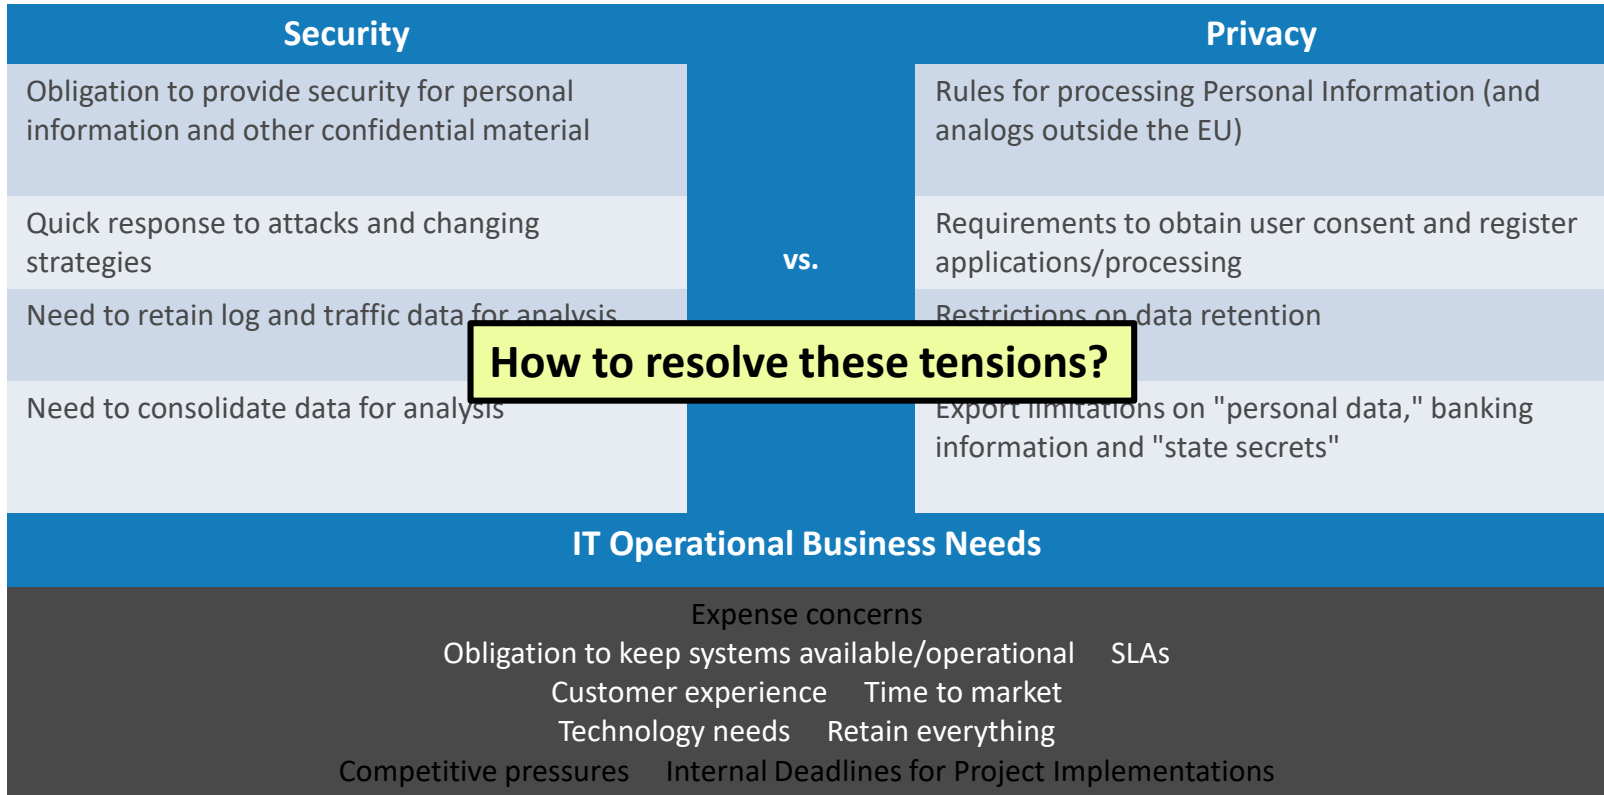 Security
Privacy
Obligation to provide security for personal
information and other confidential material
Rules for processing Personal Information (and
analogs outside the EU)
Quick response to attacks and changing
strategies
vs.
Requirements to obtain user consent and register
applications/processing
Need to retain log and traffic data for analysis
Restrictions on data retention
How to resolve these tensions?
Need to consolidate data for analysis
Export limitations on "personal data," banking
information and "state secrets"
IT Operational Business Needs
Expense concerns
Obligation to keep systems available/operational SLAs
Customer experience Time to market
Technology needs Retain everything
Competitive pressures Internal Deadlines for Project Implementations